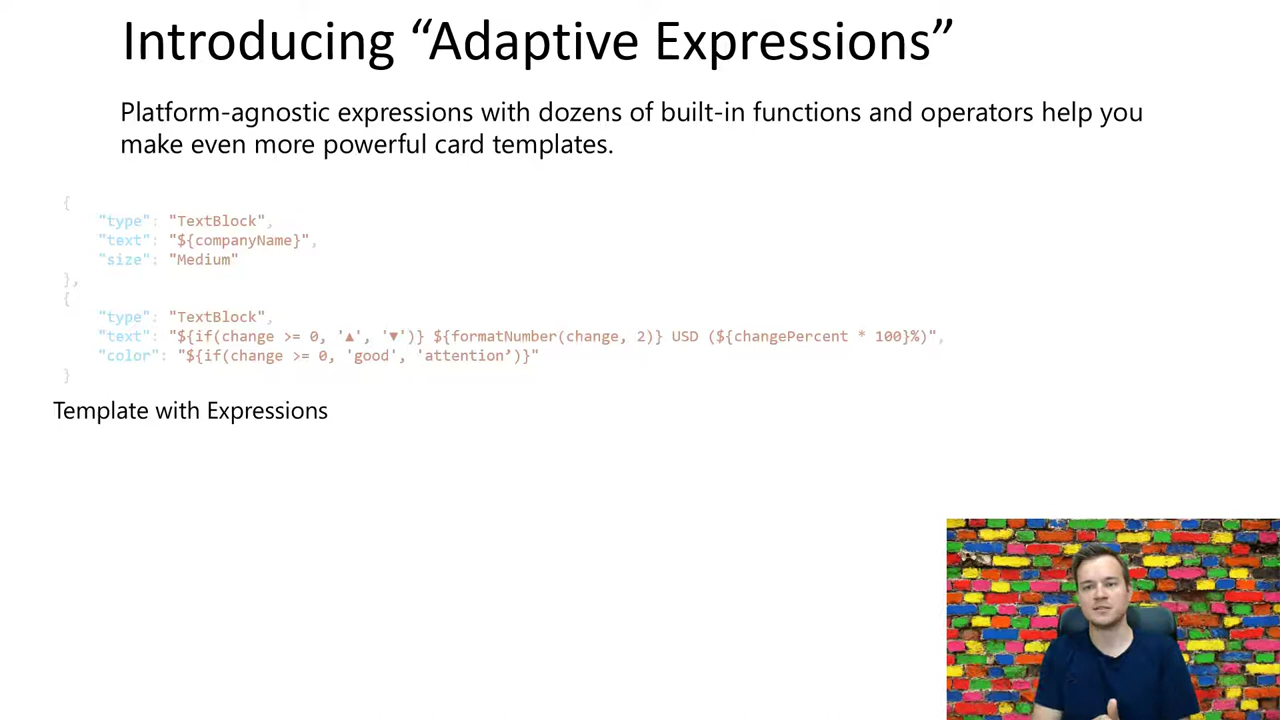 Introducing “Adaptive Expressions”
Platform-agnostic expressions with dozens of built-in functions and operators help you
make even more powerful card templates.
{
"type": "TextBlock",
"text": "${companyName}",
"size": "Medium"
},
{
"type": "TextBlock",
"text": "${if(change >= 0, '▲', '▼')} ${formatNumber(change, 2)} USD (${changePercent * 100}%)",
"color": "${if(change >= 0, 'good', 'attention’)}"
}
Template with Expressions